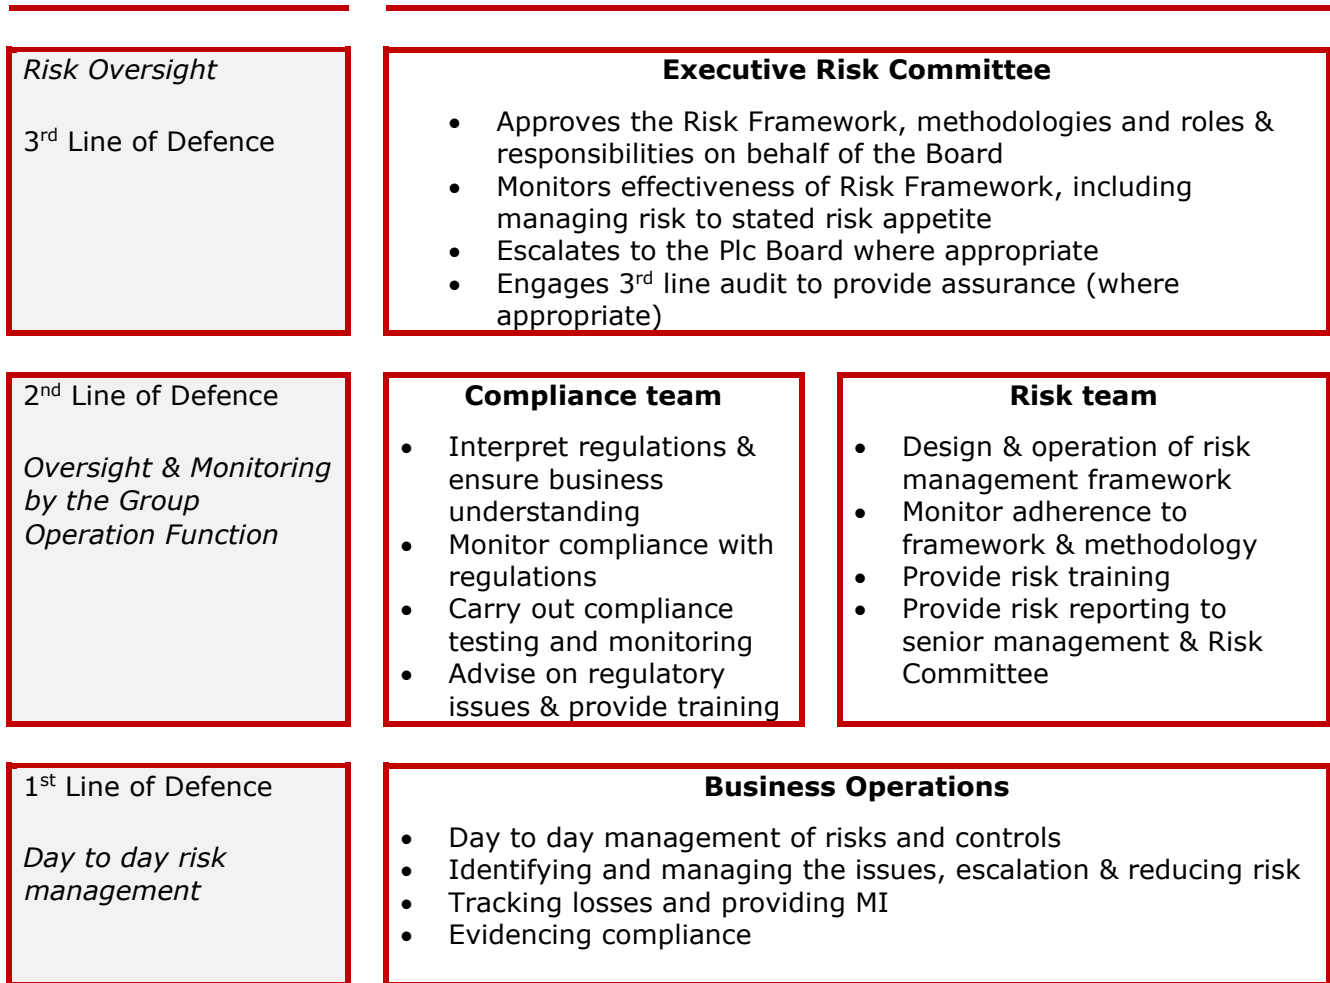 Risk Oversight
3rd Line of Defence
Executive Risk Committee
• Approves the Risk Framework, methodologies and roles &
responsibilities on behalf of the Board
• Monitors effectiveness of Risk Framework, including
managing risk to stated risk appetite
• Escalates to the Plc Board where appropriate
• Engages 3rd line audit to provide assurance (where
appropriate)
2nd Line of Defence
Oversight & Monitoring
by the Group
Operation Function
Compliance team
• Interpret regulations &
ensure business
understanding
• Monitor compliance with
regulations
• Carry out compliance
testing and monitoring
• Advise on regulatory
issues & provide training
Risk team
• Design & operation of risk
management framework
• Monitor adherence to
framework & methodology
• Provide risk training
• Provide risk reporting to
senior management & Risk
Committee
1st Line of Defence
Day to day risk
management
Business Operations
• Day to day management of risks and controls
• Identifying and managing the issues, escalation & reducing risk
• Tracking losses and providing MI
• Evidencing compliance